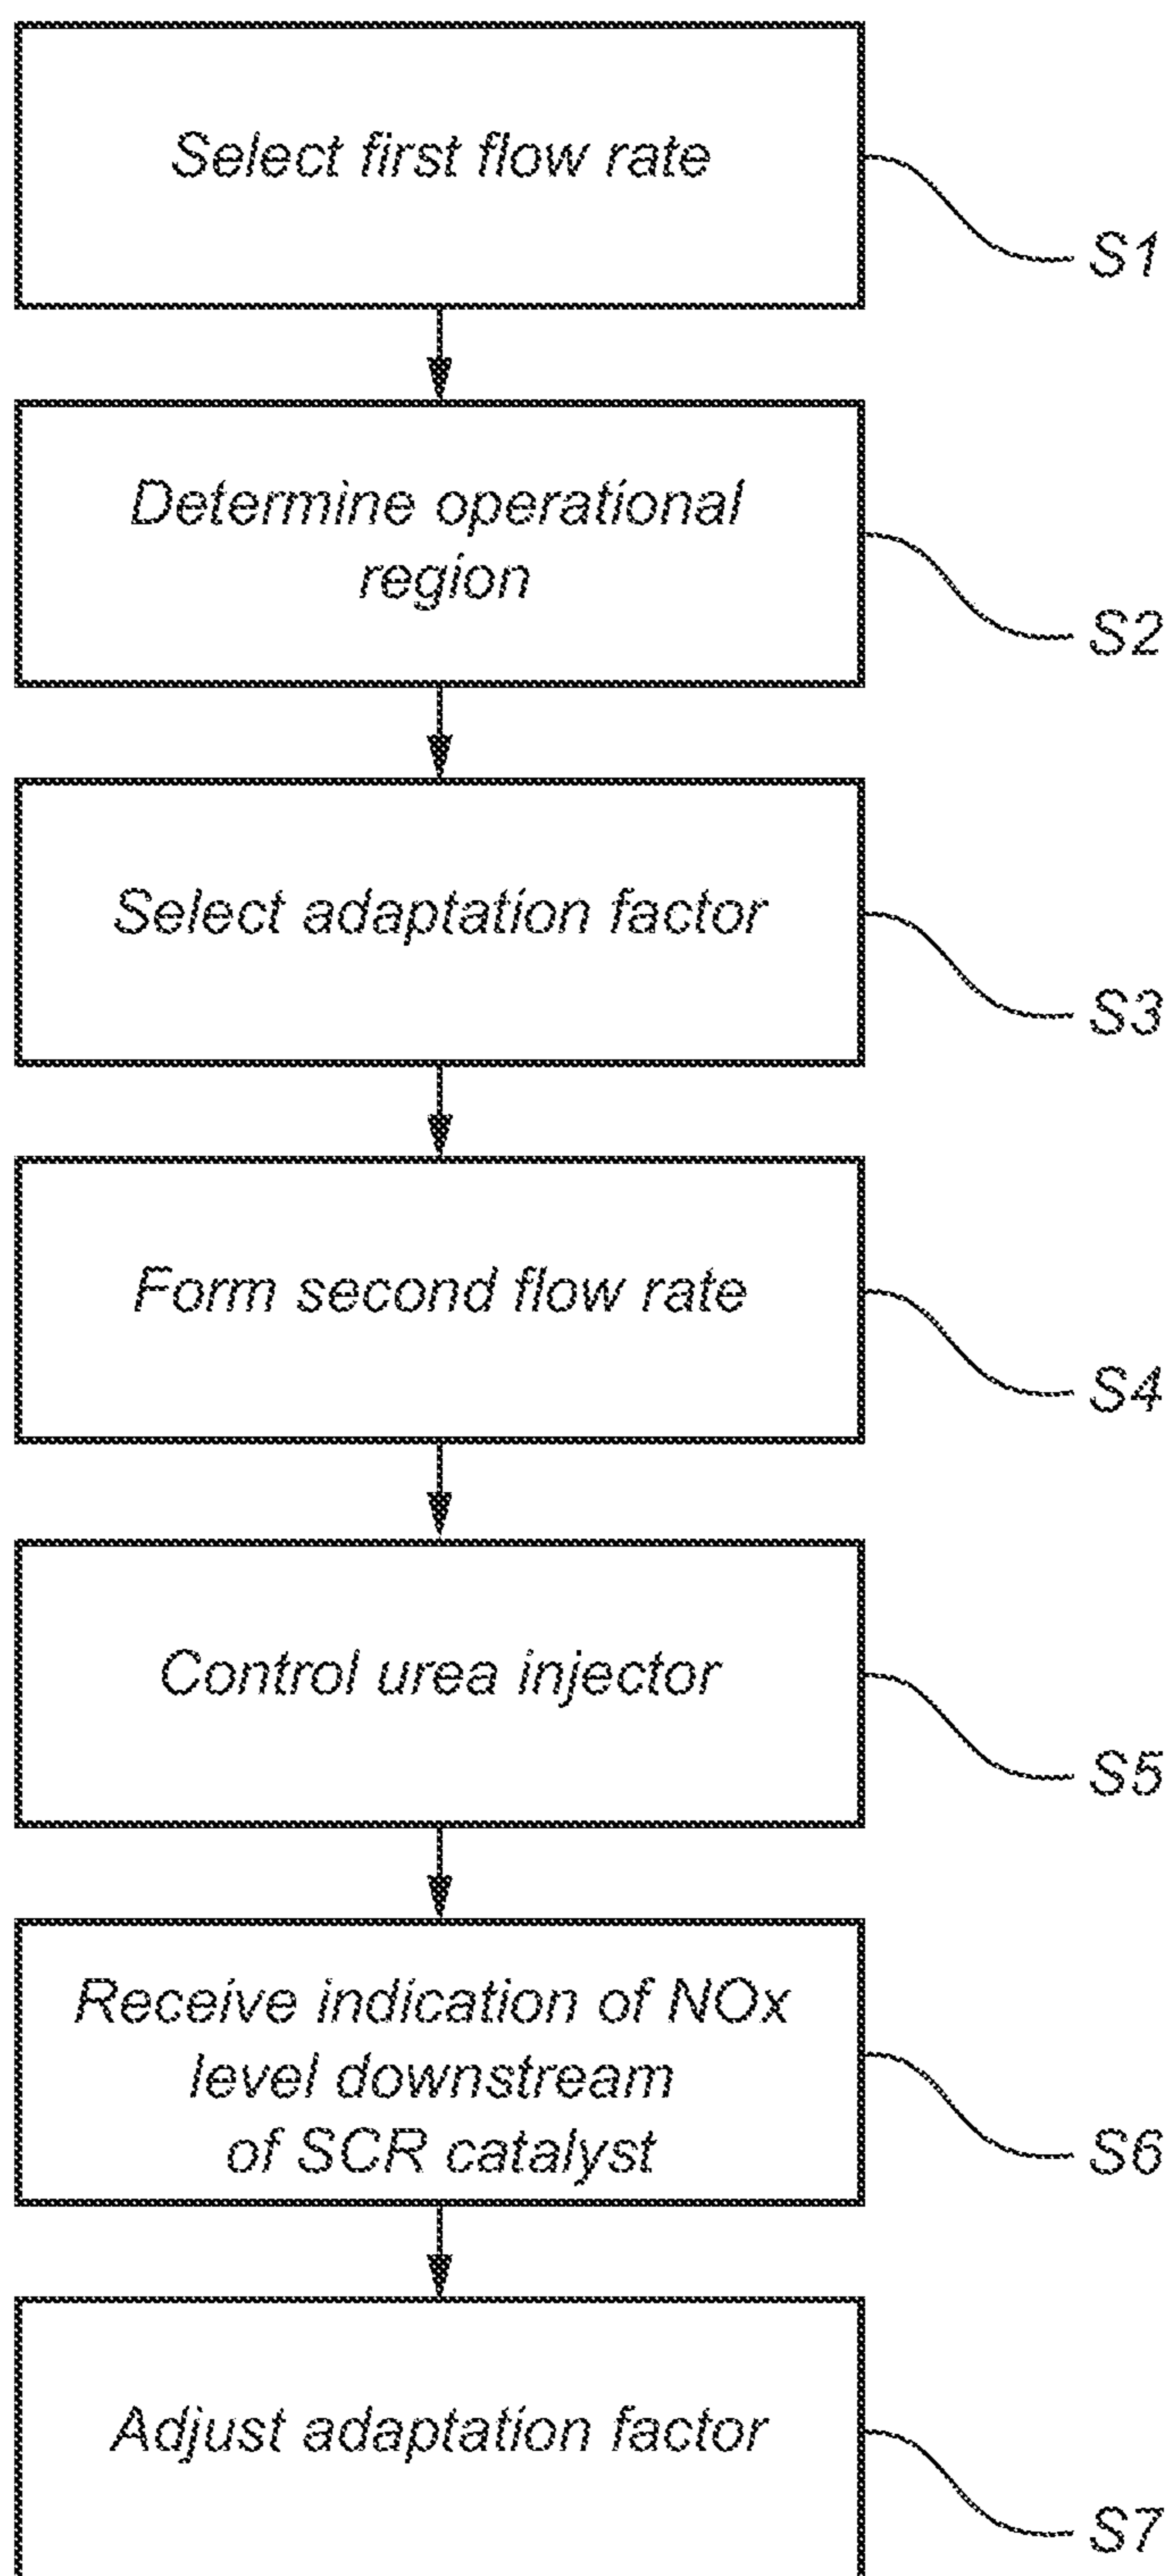 Select first flow rate
S1
Determine operational
region
S2
Select adaptation factor
S3
Form second flow rate
S4
Control urea injector
S5
Receive indication of NOx
level downstream
of SCR catalyst
S6
Adjust adaptation factor
S7